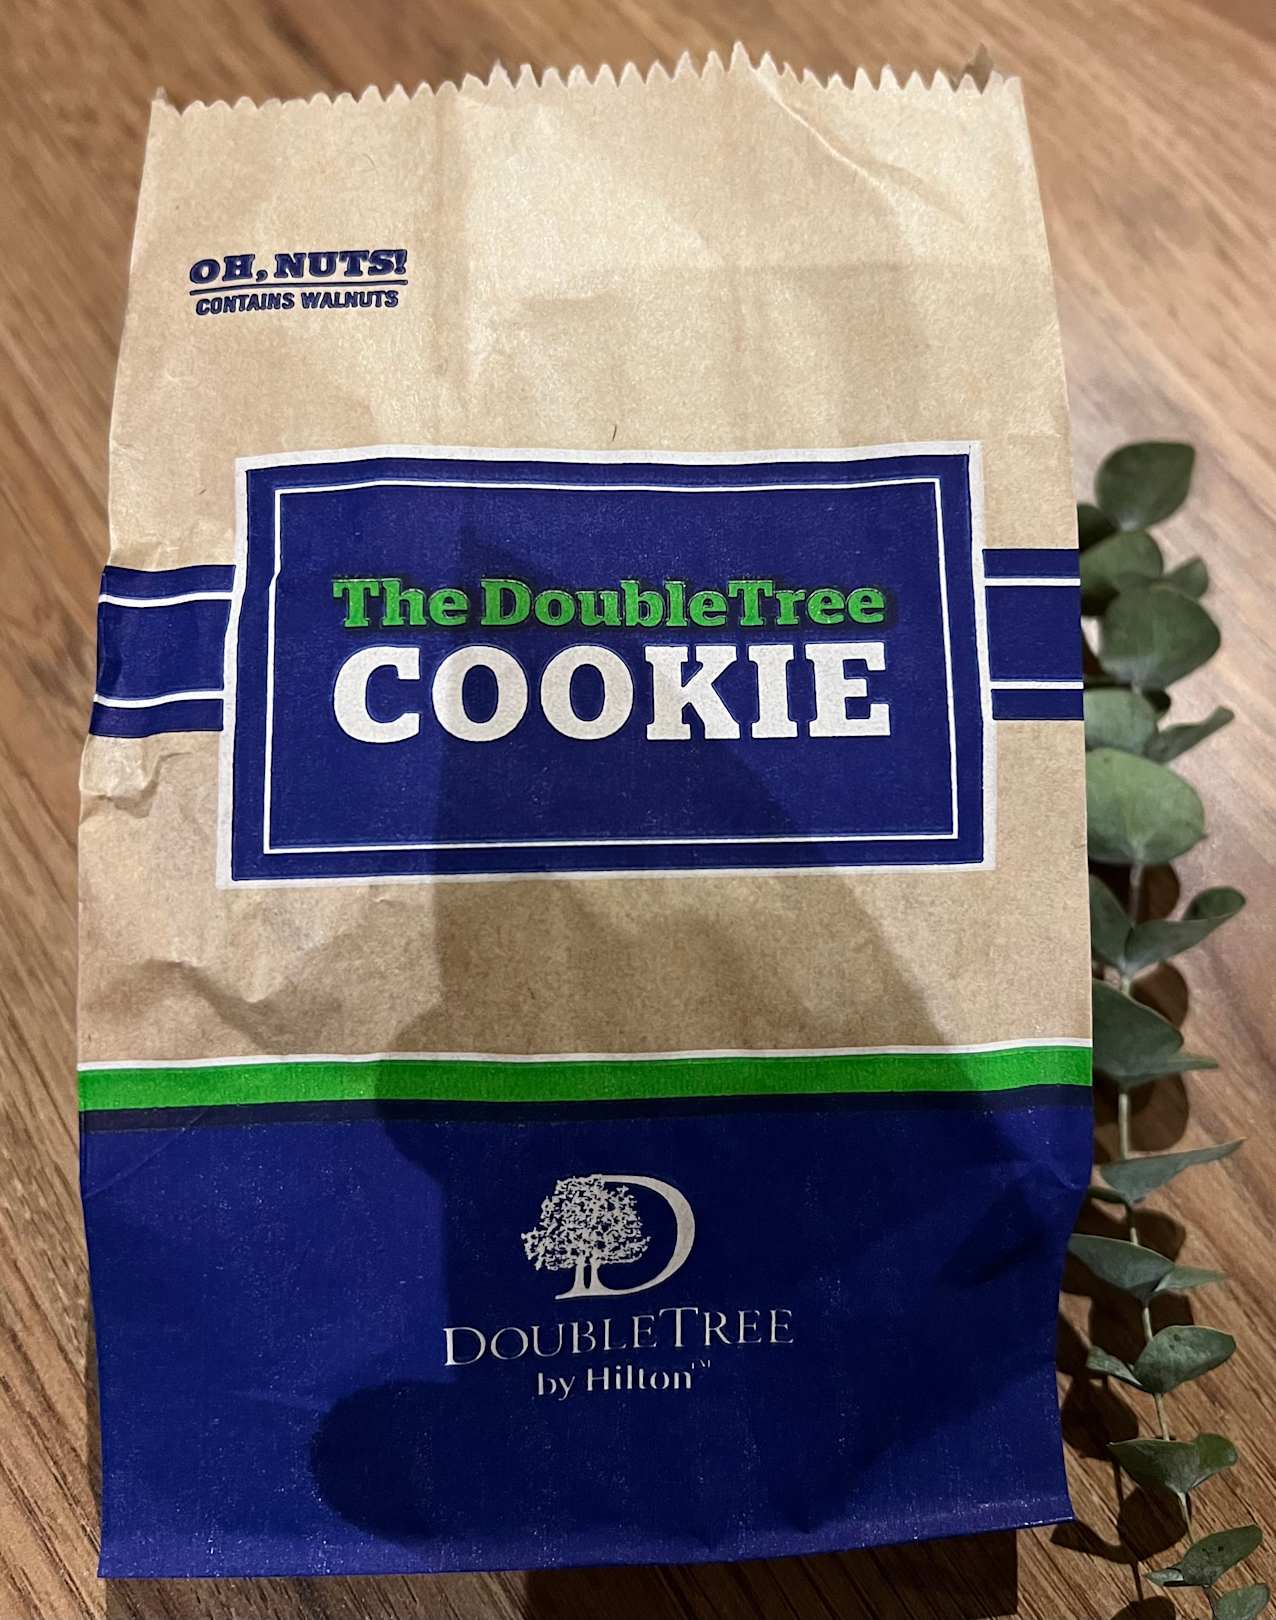 OH, NUTS!
CONTAINS WALNUTS
The DoubleTree
COOKIE
D
DOUBLETREE
by Hilton™